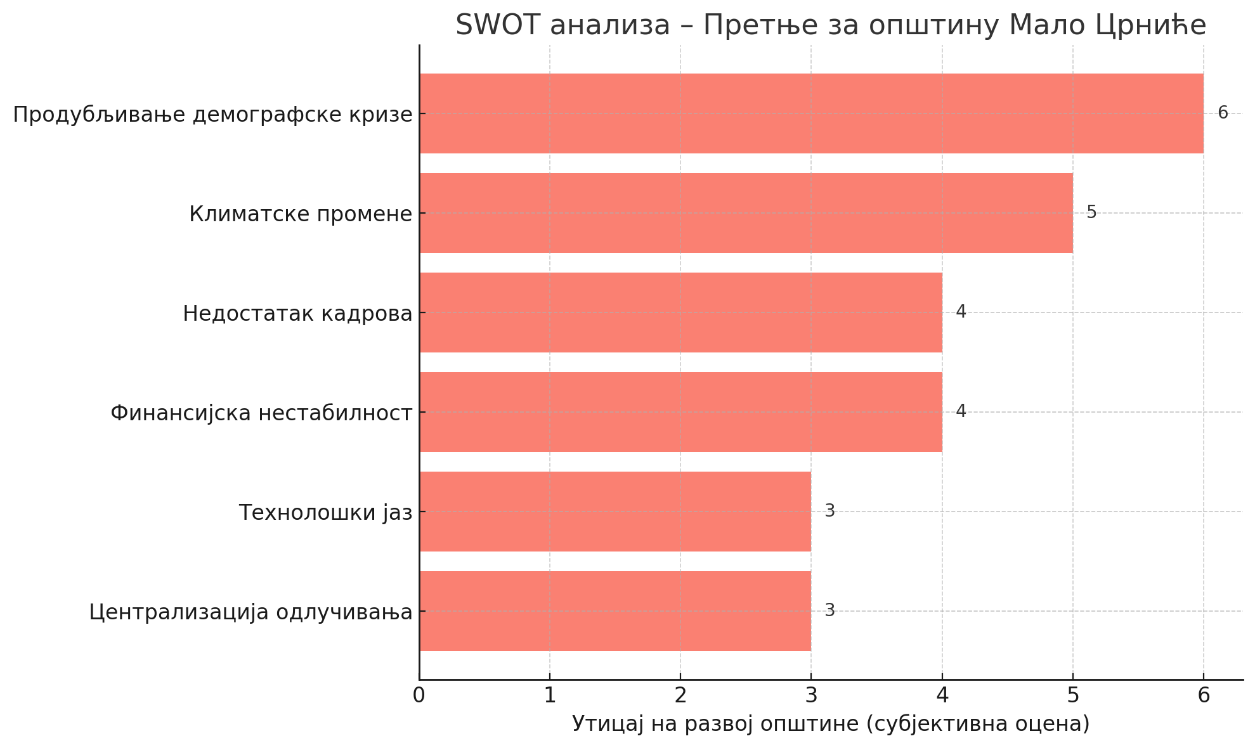 SWOT анализа – Претње за општину Мало Црниће
Продубљивање демографске кризе
6
Климатске промене
5
Недостатак кадрова
4
Финансијска нестабилност
4
Технолошки јаз
3
Централизација одлучивања
3
0 1 2 3 4 5 6
Утицај на развој општине (субјективна оцена)